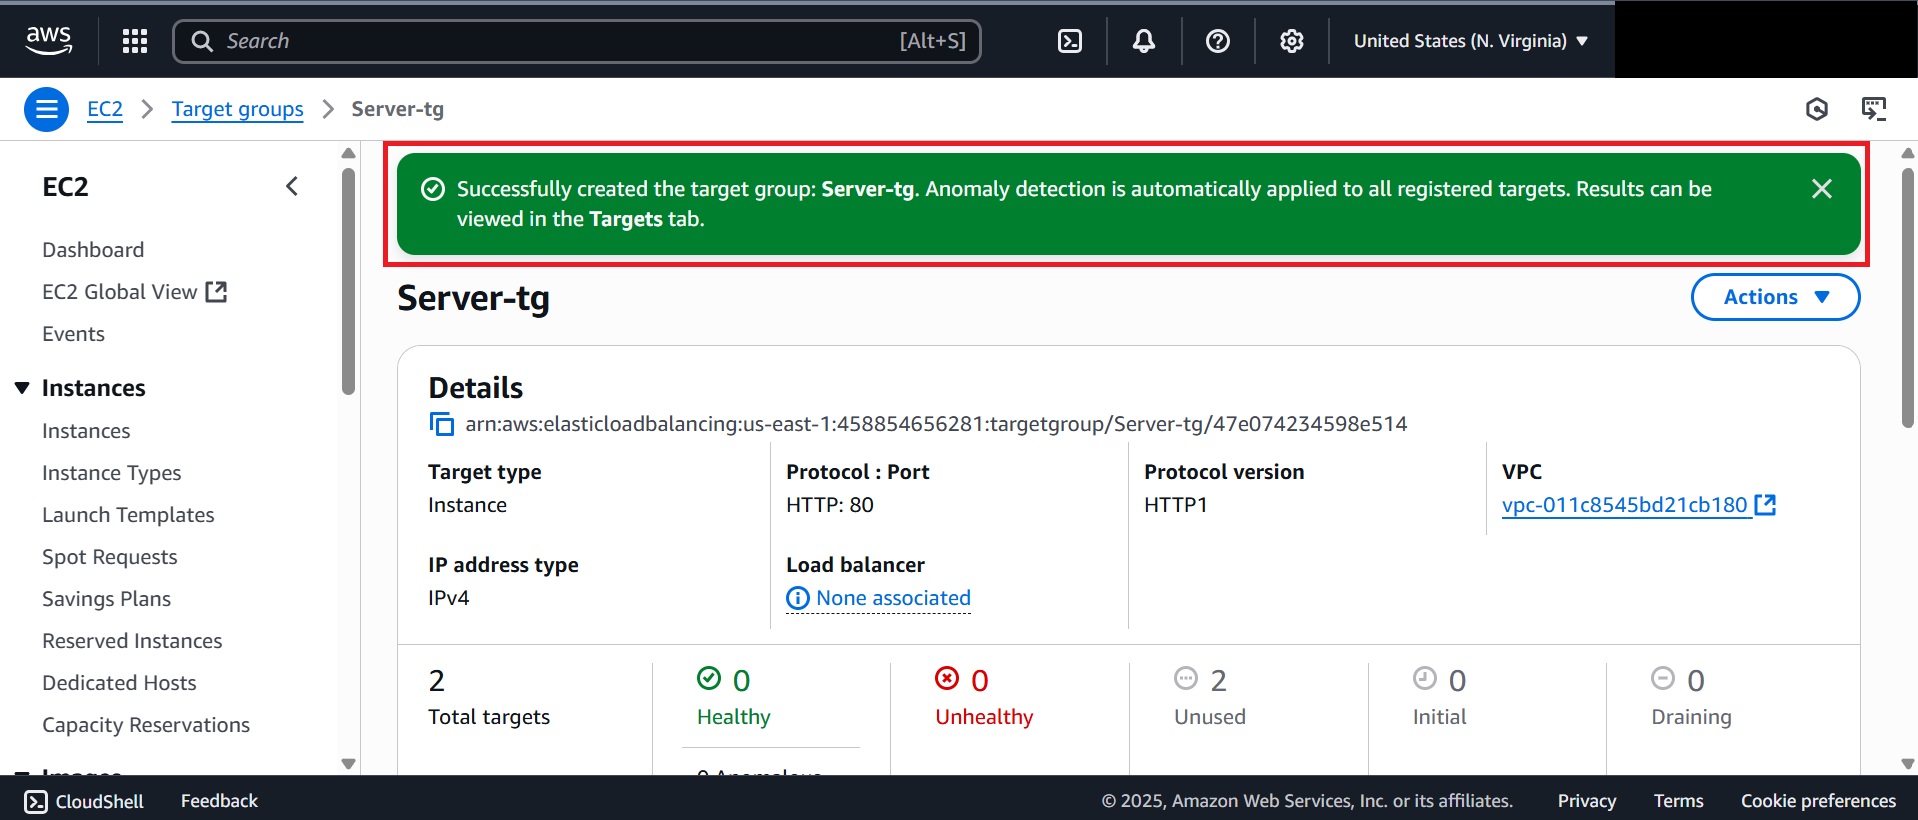 aws
Search [Alt+S]
United States (N. Virginia)
EC2 > Target groups > Server-tg
EC2
Dashboard
EC2 Global View
Events
Instances
Instances
Instance Types
Launch Templates
Spot Requests
Savings Plans
Reserved Instances
Dedicated Hosts
Capacity Reservations
Images
Successfully created the target group: Server-tg. Anomaly detection is automatically applied to all registered targets. Results can be
viewed in the Targets tab.
Server-tg
Actions
Details
arn:aws:elasticloadbalancing:us-east-1:458854656281:targetgroup/Server-tg/47e074234598e514
Target type
Instance
Protocol : Port
HTTP: 80
Protocol version
HTTP1
VPC
vpc-011c8545bd21cb180
IP address type
IPv4
Load balancer
None associated
2
Total targets
0
Healthy
0 Anomalous
0
Unhealthy
2
Unused
0
Initial
0
Draining
CloudShell Feedback © 2025, Amazon Web Services, Inc. or its affiliates. Privacy Terms Cookie preferences